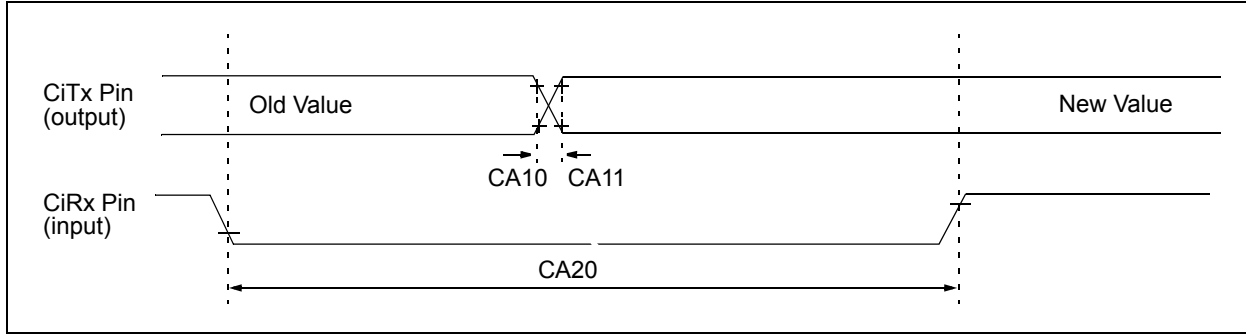 CiTx Pin
(output)
Old Value
New Value
CA10 CA11
CiRx Pin
(input)
CA20